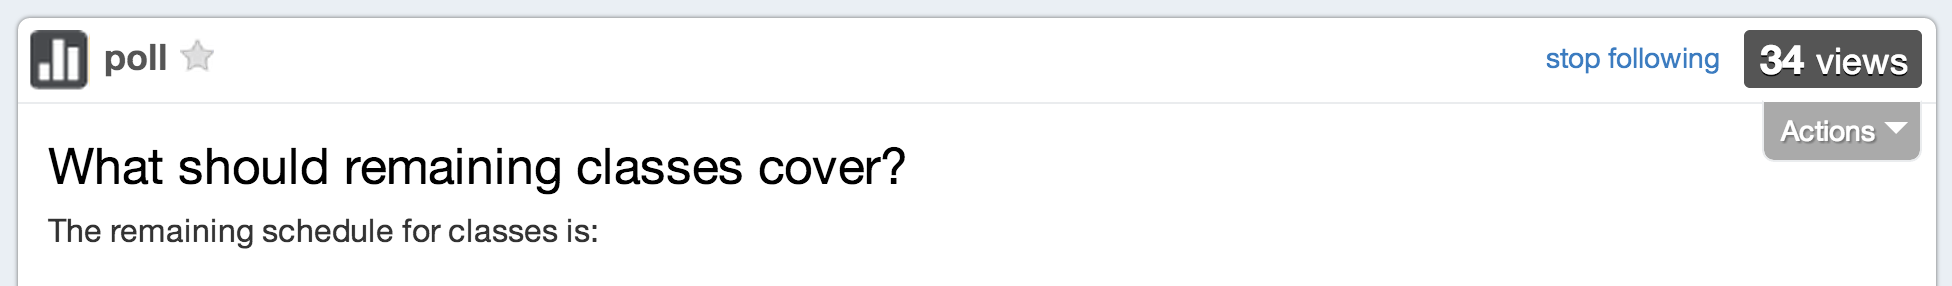 poll
stop following
34 views
Actions
What should remaining classes cover?
The remaining schedule for classes is: